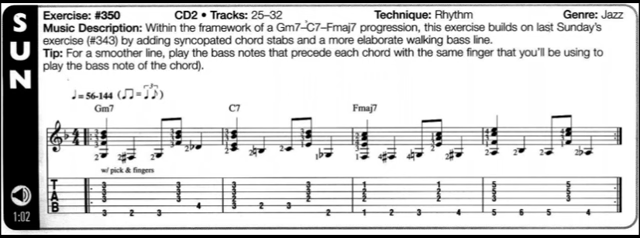 Exercise: #350 CD2 • Tracks: 25–32 Technique: Rhythm Genre: Jazz
Music Description: Within the framework of a Gm7–C7–Fmaj7 progression, this exercise builds on last Sunday's
exercise (#343) by adding syncopated chord stabs and a more elaborate walking bass line.
Tip: For a smoother line, play the bass notes that precede each chord with the same finger that you'll be using to
play the bass note of the chord).
SUN
♩ = 56-144 (♫=♩♪)
3
Gm7 C7 Fmaj7
w/ pick & fingers
TAB
1:02